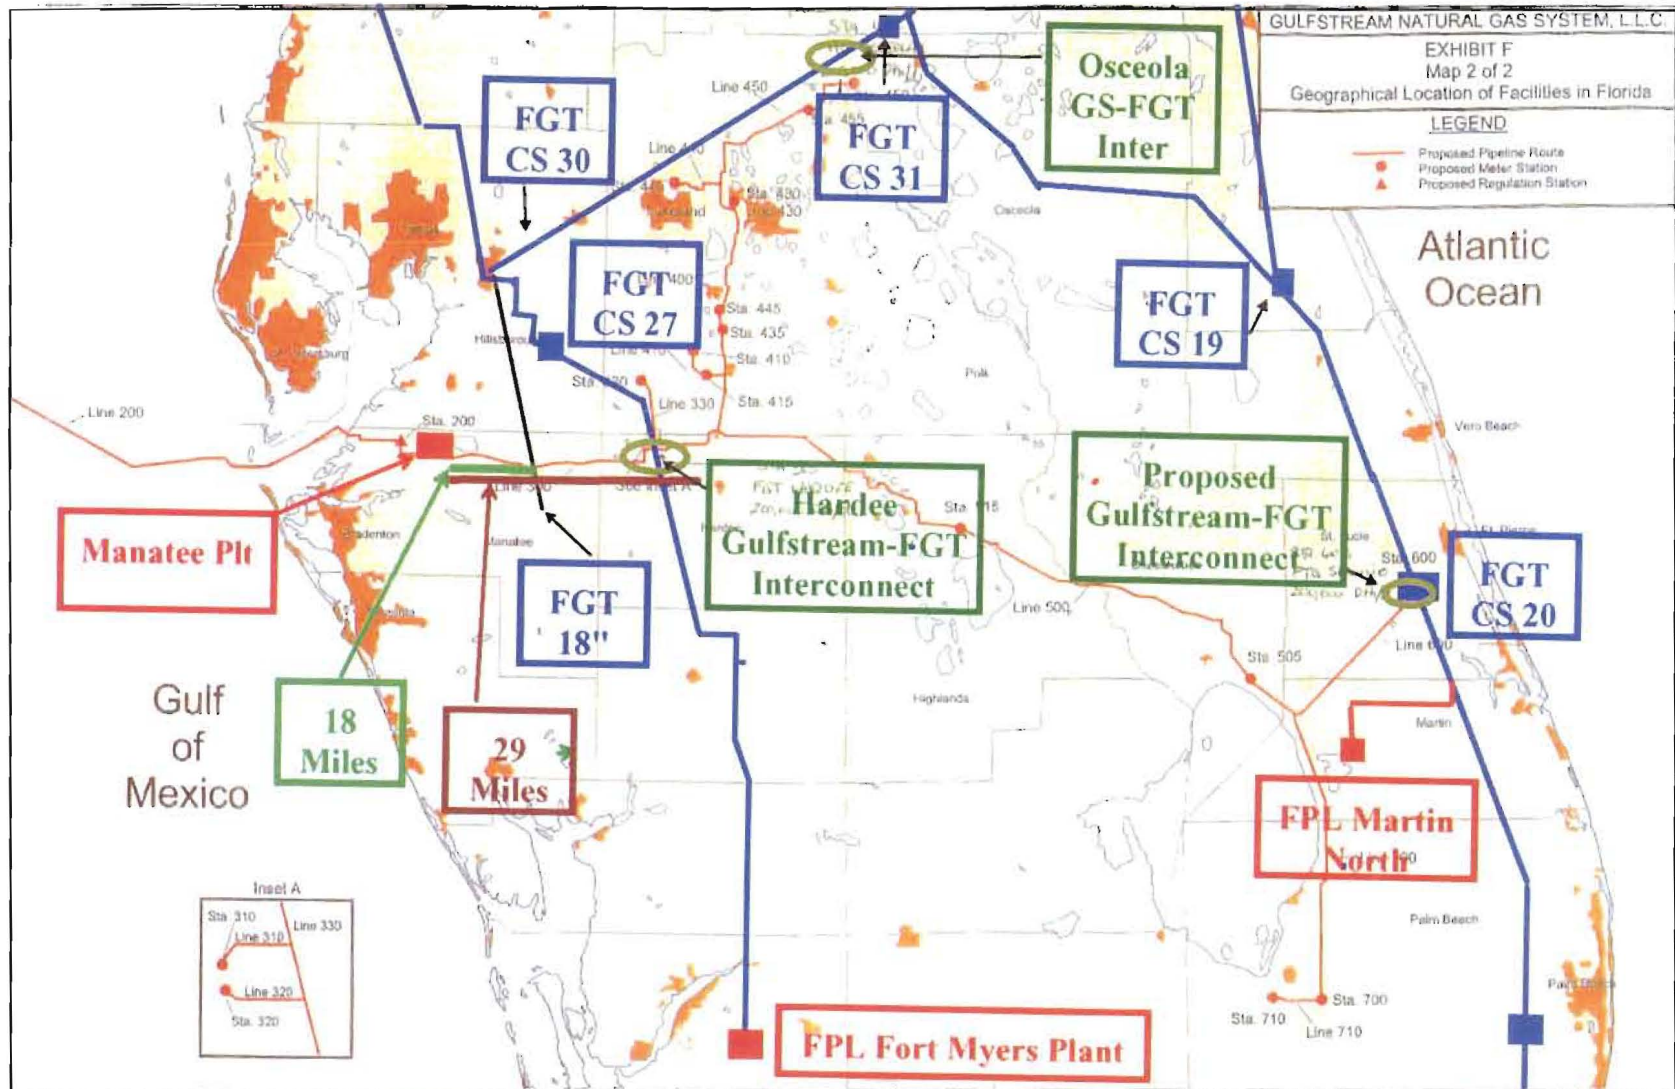 GULFSTREAM NATURAL GAS SYSTEM, L.L.C.
EXHIBIT F
Map 2 of 2
Geographical Location of Facilities in Florida
LEGEND
Proposed Pipeline Route
Proposed Meter Station
Proposed Regulation Station
Osceola
GS-FGT
Inter
Line 450
FGT
CS 30
FGT
CS 31
Osceola
Atlantic
Ocean
FGT
CS 27
FGT
CS 19
Sta. 445
Sta. 435
Sta. 410
Sta. 415
Line 330
Polk
Line 200
Sta. 200
Vero Beach
Manatee Plt
Hardee
Gulfstream-FGT
Interconnect
Proposed
Gulfstream-FGT
Interconnect
St. Lucie
Sta. 600
FGT
CS 20
FGT
18"
Manatee
Line 500
Sta. 505
Highlands
Martin
Gulf
of
Mexico
18
Miles
29
Miles
FPL Martin
North
Palm Beach
Inset A
Sta. 310
Line 310
Line 330
Line 320
Sta. 320
Sta. 700
Sta. 710
Line 710
FPL Fort Myers Plant